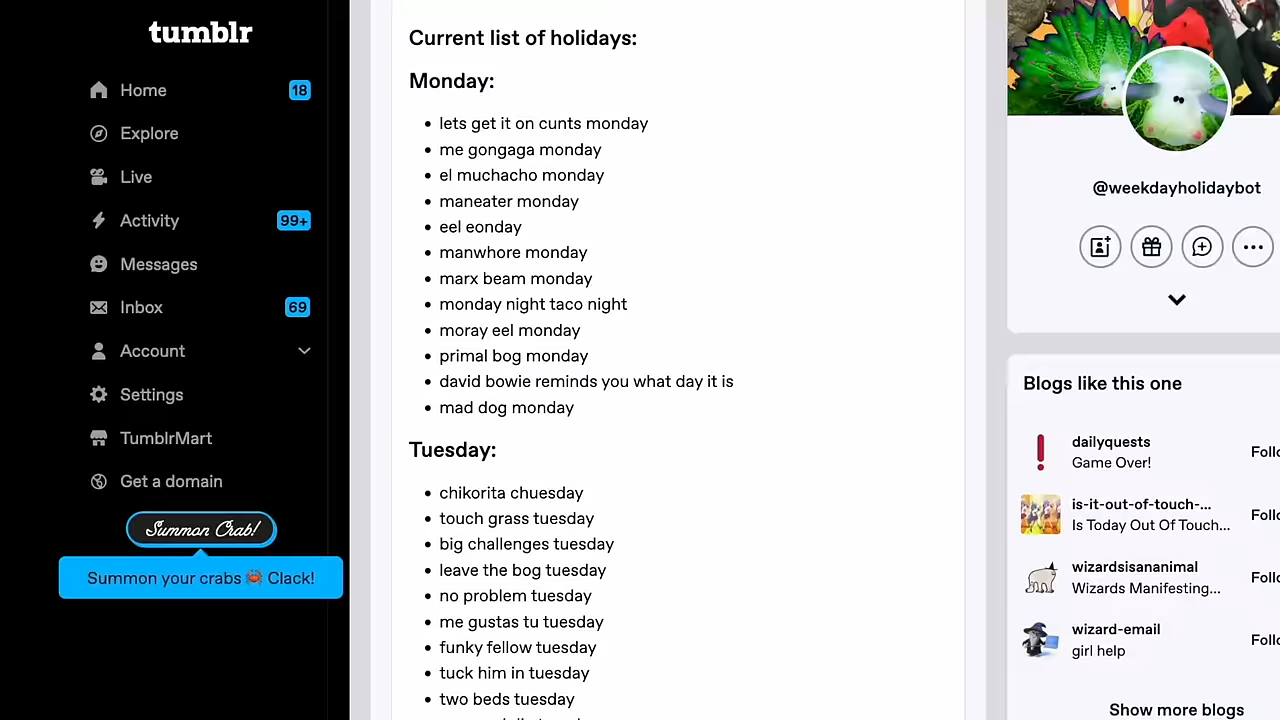 tumblr
Home 18
Explore
Live
Activity 99+
Messages
Inbox 69
Account
Settings
TumblrMart
Get a domain
Summon Crab!
Summon your crabs 🦀 Clack!
Current list of holidays:
Monday:
lets get it on cunts monday
me gongaga monday
el muchacho monday
maneater monday
eel eonday
manwhore monday
marx beam monday
monday night taco night
moray eel monday
primal bog monday
david bowie reminds you what day it is
mad dog monday
Tuesday:
chikorita chuesday
touch grass tuesday
big challenges tuesday
leave the bog tuesday
no problem tuesday
me gustas tu tuesday
funky fellow tuesday
tuck him in tuesday
two beds tuesday
@weekdayholidaybot
Blogs like this one
dailyquests
Game Over!
Follo
is-it-out-of-touch-...
Is Today Out Of Touch...
Follo
wizardsisananimal
Wizards Manifesting...
Follo
wizard-email
girl help
Follo
Show more blogs